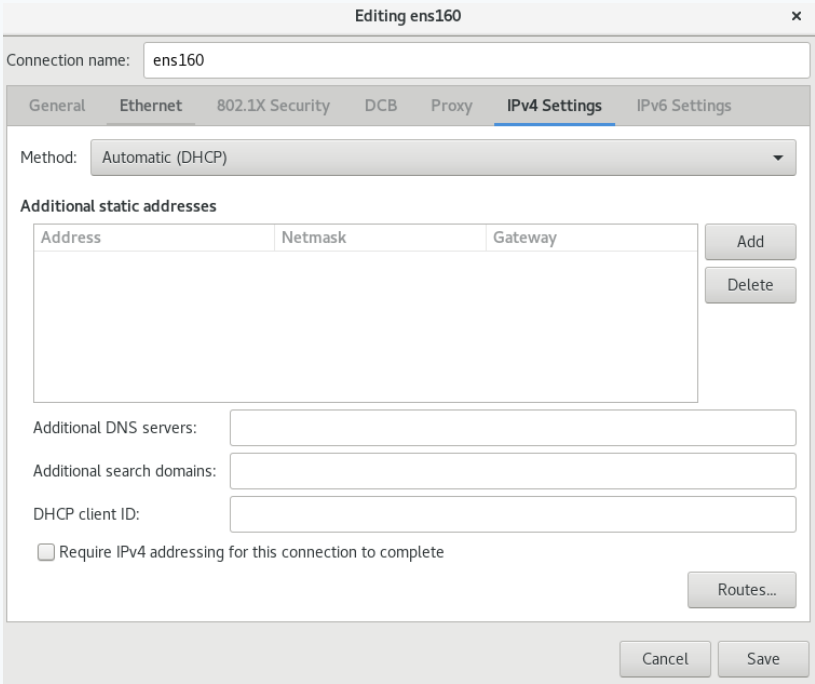 Editing ens160 ×
Connection name: ens160
General Ethernet 802.1X Security DCB Proxy IPv4 Settings IPv6 Settings
Method: Automatic (DHCP)
Additional static addresses
Address Netmask Gateway Add
Delete
Additional DNS servers:
Additional search domains:
DHCP client ID:
Require IPv4 addressing for this connection to complete
Routes...
Cancel Save